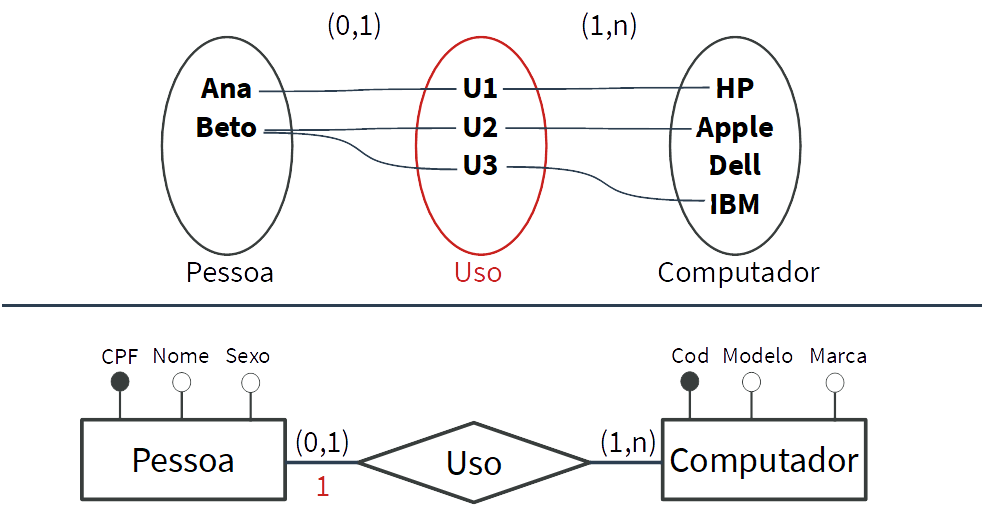 (0,1) (1,n)
Ana U1 HP
Beto U2 Apple
U3 Dell
IBM
Pessoa Uso Computador
CPF Nome Sexo Cod Modelo Marca
Pessoa (0,1) 1 Uso (1,n) Computador